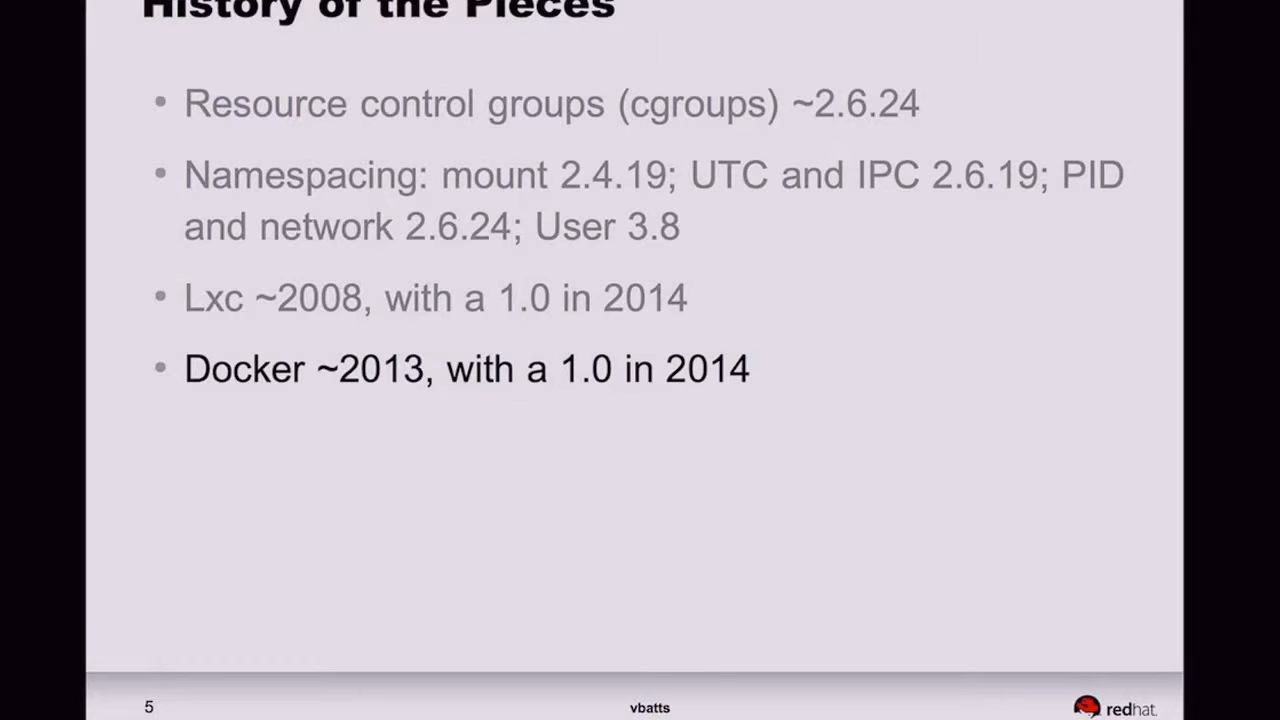 History of the Pieces
• Resource control groups (cgroups) ~2.6.24
• Namespacing: mount 2.4.19; UTC and IPC 2.6.19; PID
and network 2.6.24; User 3.8
• Lxc ~2008, with a 1.0 in 2014
• Docker ~2013, with a 1.0 in 2014
5
vbatts
redhat.